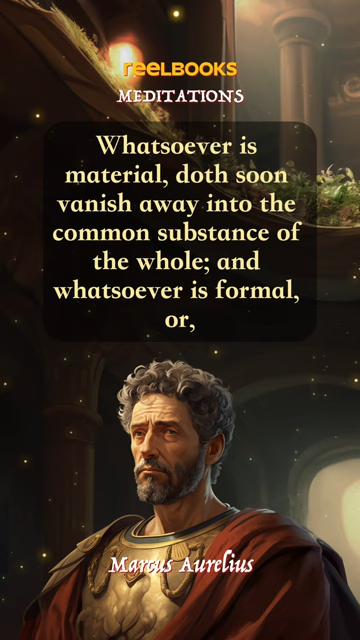 reelBOOKS
MEDITATIONS
Whatsoever is
material, doth soon
vanish away into the
common substance of
the whole; and
whatsoever is formal,
or,
Marcus Aurelius